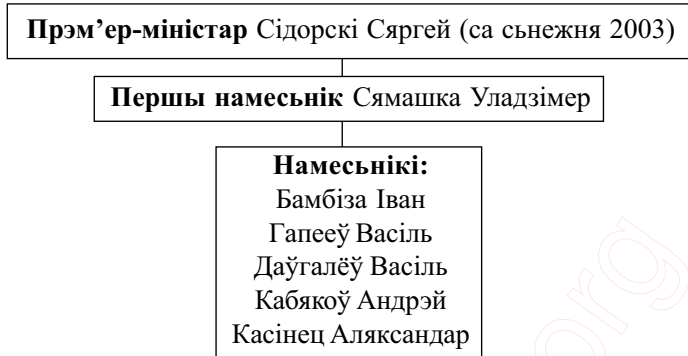 Прэм’ер-міністар Сідорскі Сяргей (са сьнежня 2003)
Першы намесьнік Сямашка Уладзімер
Намесьнікі:
Бамбіза Іван
Гапееў Васіль
Даўгалёў Васіль
Кабякоў Андрэй
Касінец Аляксандар
org